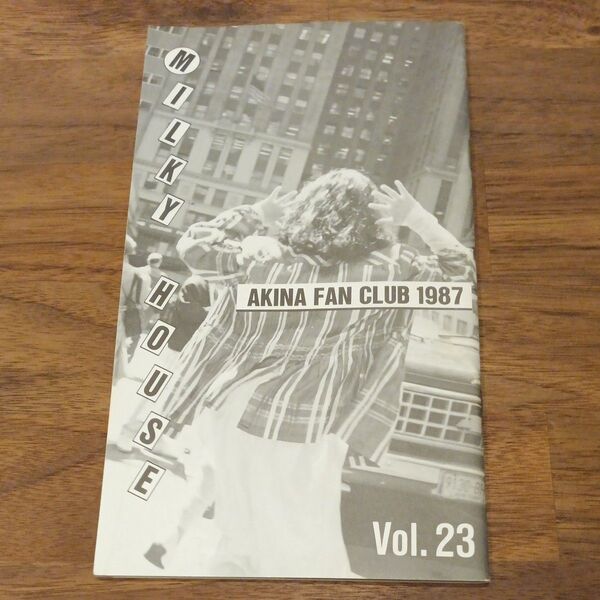 MILKY HOUSE
AKINA FAN CLUB 1987
Vol. 23